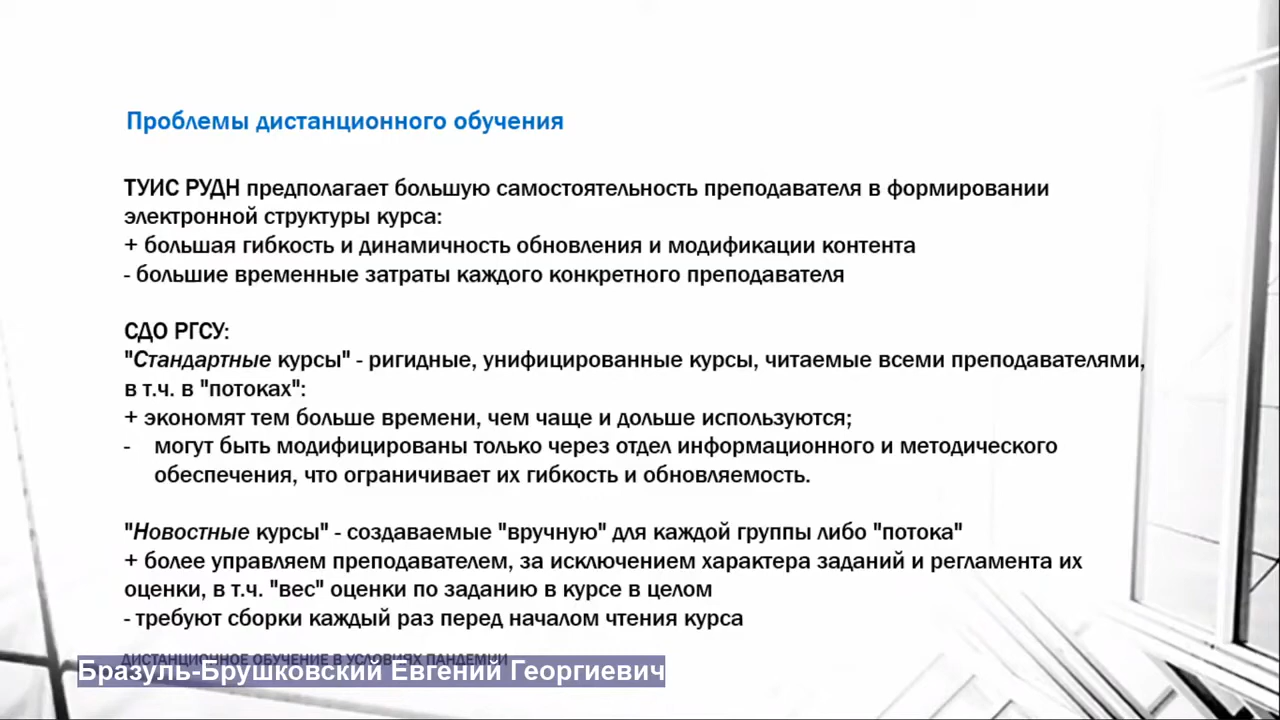 Проблемы дистанционного обучения
ТУИС РУДН предполагает большую самостоятельность преподавателя в формировании
электронной структуры курса:
+ большая гибкость и динамичность обновления и модификации контента
- большие временные затраты каждого конкретного преподавателя
СДО РГСУ:
"Стандартные курсы" - ригидные, унифицированные курсы, читаемые всеми преподавателями,
в т.ч. в "потоках":
+ экономят тем больше времени, чем чаще и дольше используются;
- могут быть модифицированы только через отдел информационного и методического
обеспечения, что ограничивает их гибкость и обновляемость.
"Новостные курсы" - создаваемые "вручную" для каждой группы либо "потока"
+ более управляем преподавателем, за исключением характера заданий и регламента их
оценки, в т.ч. "вес" оценки по заданию в курсе в целом
- требуют сборки каждый раз перед началом чтения курса
ДИСТАНЦИОННОЕ ОБУЧЕНИЕ В УСЛОВИЯХ ПАНДЕМИИ
Бразуль-Брушковский Евгений Георгиевич